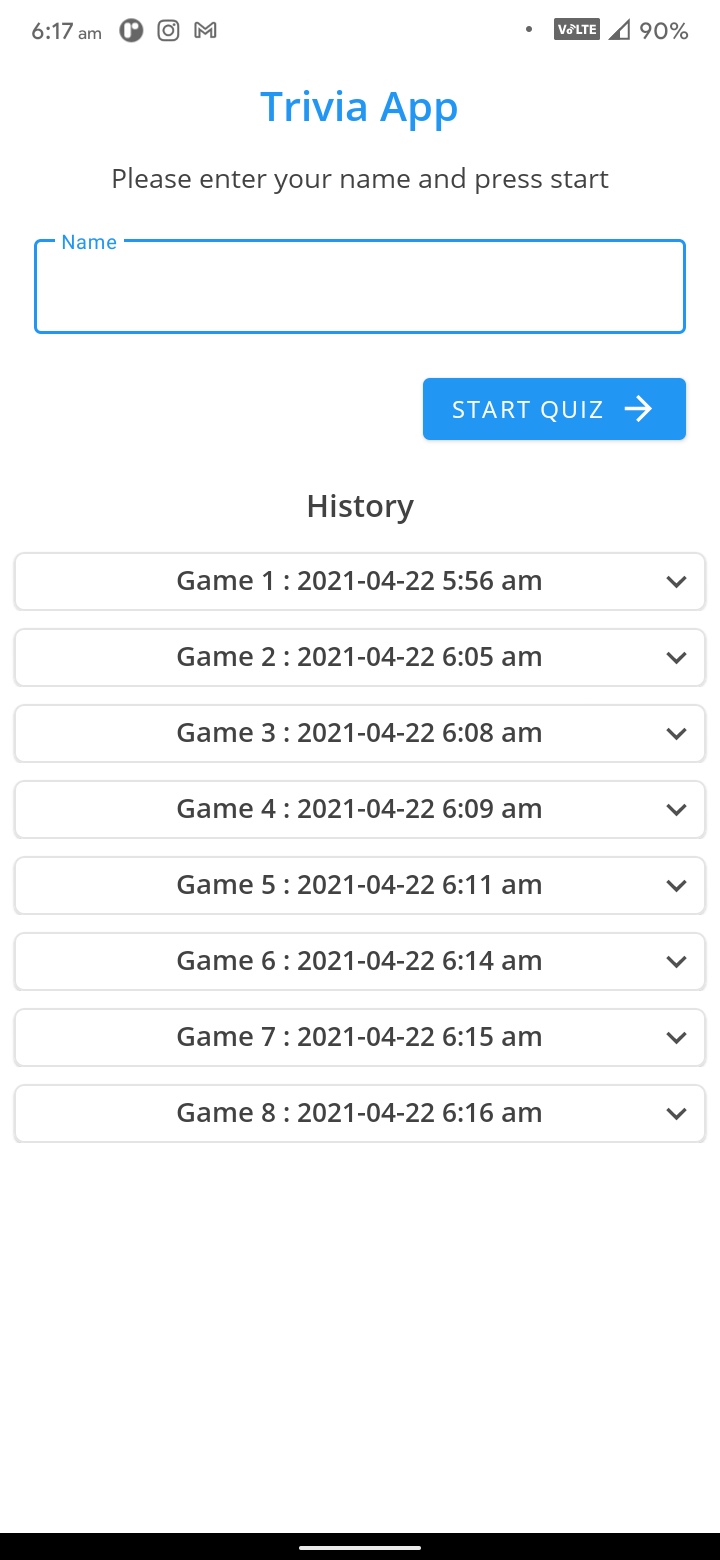 6:17 am VoLTE 90%
Trivia App
Please enter your name and press start
Name
START QUIZ
History
Game 1 : 2021-04-22 5:56 am
Game 2 : 2021-04-22 6:05 am
Game 3 : 2021-04-22 6:08 am
Game 4 : 2021-04-22 6:09 am
Game 5 : 2021-04-22 6:11 am
Game 6 : 2021-04-22 6:14 am
Game 7 : 2021-04-22 6:15 am
Game 8 : 2021-04-22 6:16 am